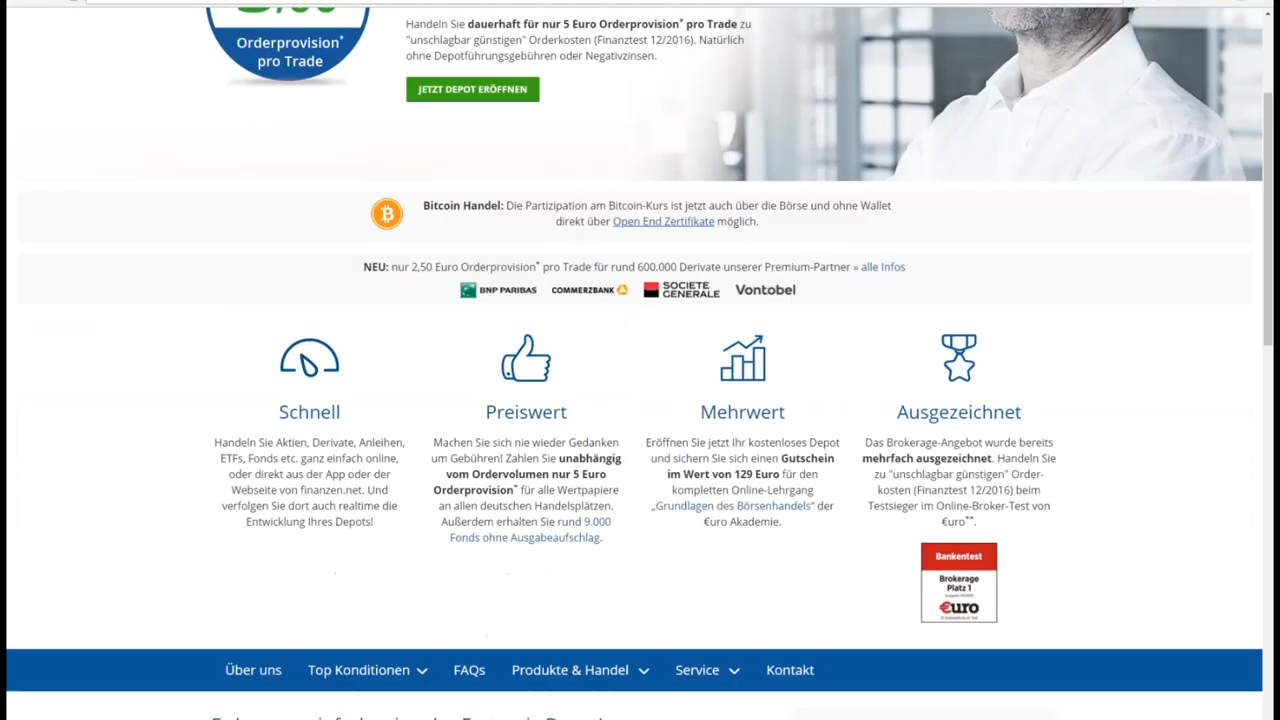 Handeln Sie dauerhaft für nur 5 Euro Orderprovision* pro Trade zu
"unschlagbar günstigen" Orderkosten (Finanztest 12/2016). Natürlich
ohne Depotführungsgebühren oder Negativzinsen.
Orderprovision*
pro Trade
JETZT DEPOT ERÖFFNEN
Bitcoin Handel: Die Partizipation am Bitcoin-Kurs ist jetzt auch über die Börse und ohne Wallet
direkt über Open End Zertifikate möglich.
NEU: nur 2,50 Euro Orderprovision* pro Trade für rund 600.000 Derivate unserer Premium-Partner » alle Infos
BNP PARIBAS
COMMERZBANK
SOCIETE
GENERALE
Vontobel
Schnell
Handeln Sie Aktien, Derivate, Anleihen,
ETFs, Fonds etc. ganz einfach online,
oder direkt aus der App oder der
Webseite von finanzen.net. Und
verfolgen Sie dort auch realtime die
Entwicklung Ihres Depots!
Preiswert
Machen Sie sich nie wieder Gedanken
um Gebühren! Zahlen Sie unabhängig
vom Ordervolumen nur 5 Euro
Orderprovision* für alle Wertpapiere
an allen deutschen Handelsplätzen.
Außerdem erhalten Sie rund 9.000
Fonds ohne Ausgabeaufschlag.
Mehrwert
Eröffnen Sie jetzt Ihr kostenloses Depot
und sichern Sie sich einen Gutschein
im Wert von 129 Euro für den
kompletten Online-Lehrgang
„Grundlagen des Börsenhandels" der
€uro Akademie.
Ausgezeichnet
Das Brokerage-Angebot wurde bereits
mehrfach ausgezeichnet. Handeln Sie
zu "unschlagbar günstigen" Order-
kosten (Finanztest 12/2016) beim
Testsieger im Online-Broker-Test von
€uro**.
Bankentest
Brokerage
Platz 1
€uro
Über uns
Top Konditionen
FAQs
Produkte & Handel
Service
Kontakt